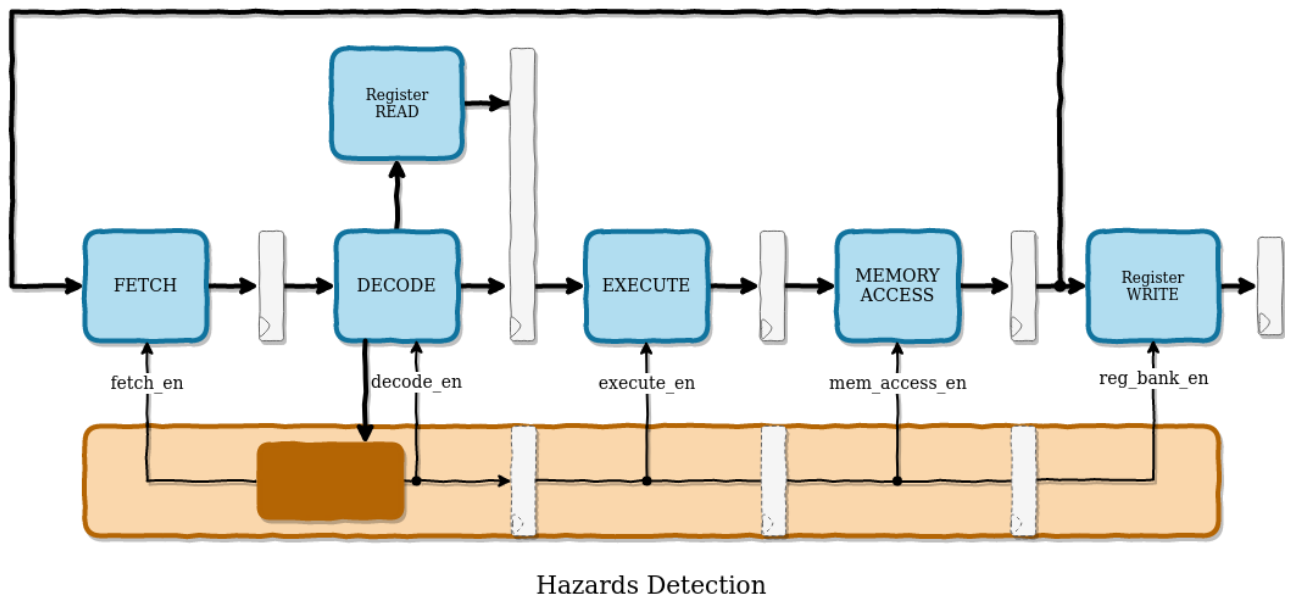 Register
READ
FETCH
DECODE
EXECUTE
MEMORY
ACCESS
Register
WRITE
fetch_en
decode_en
execute_en
mem_access_en
reg_bank_en
Hazards Detection